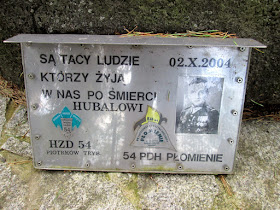 SĄ TACY LUDZIE
02.X.2004
KTÓRZY ŻYJĄ
W NAS PO ŚMIERCI
HUBALOWI
HZD 54
PIOTRKÓW TRYB.
54 PDH PŁOMIENIE